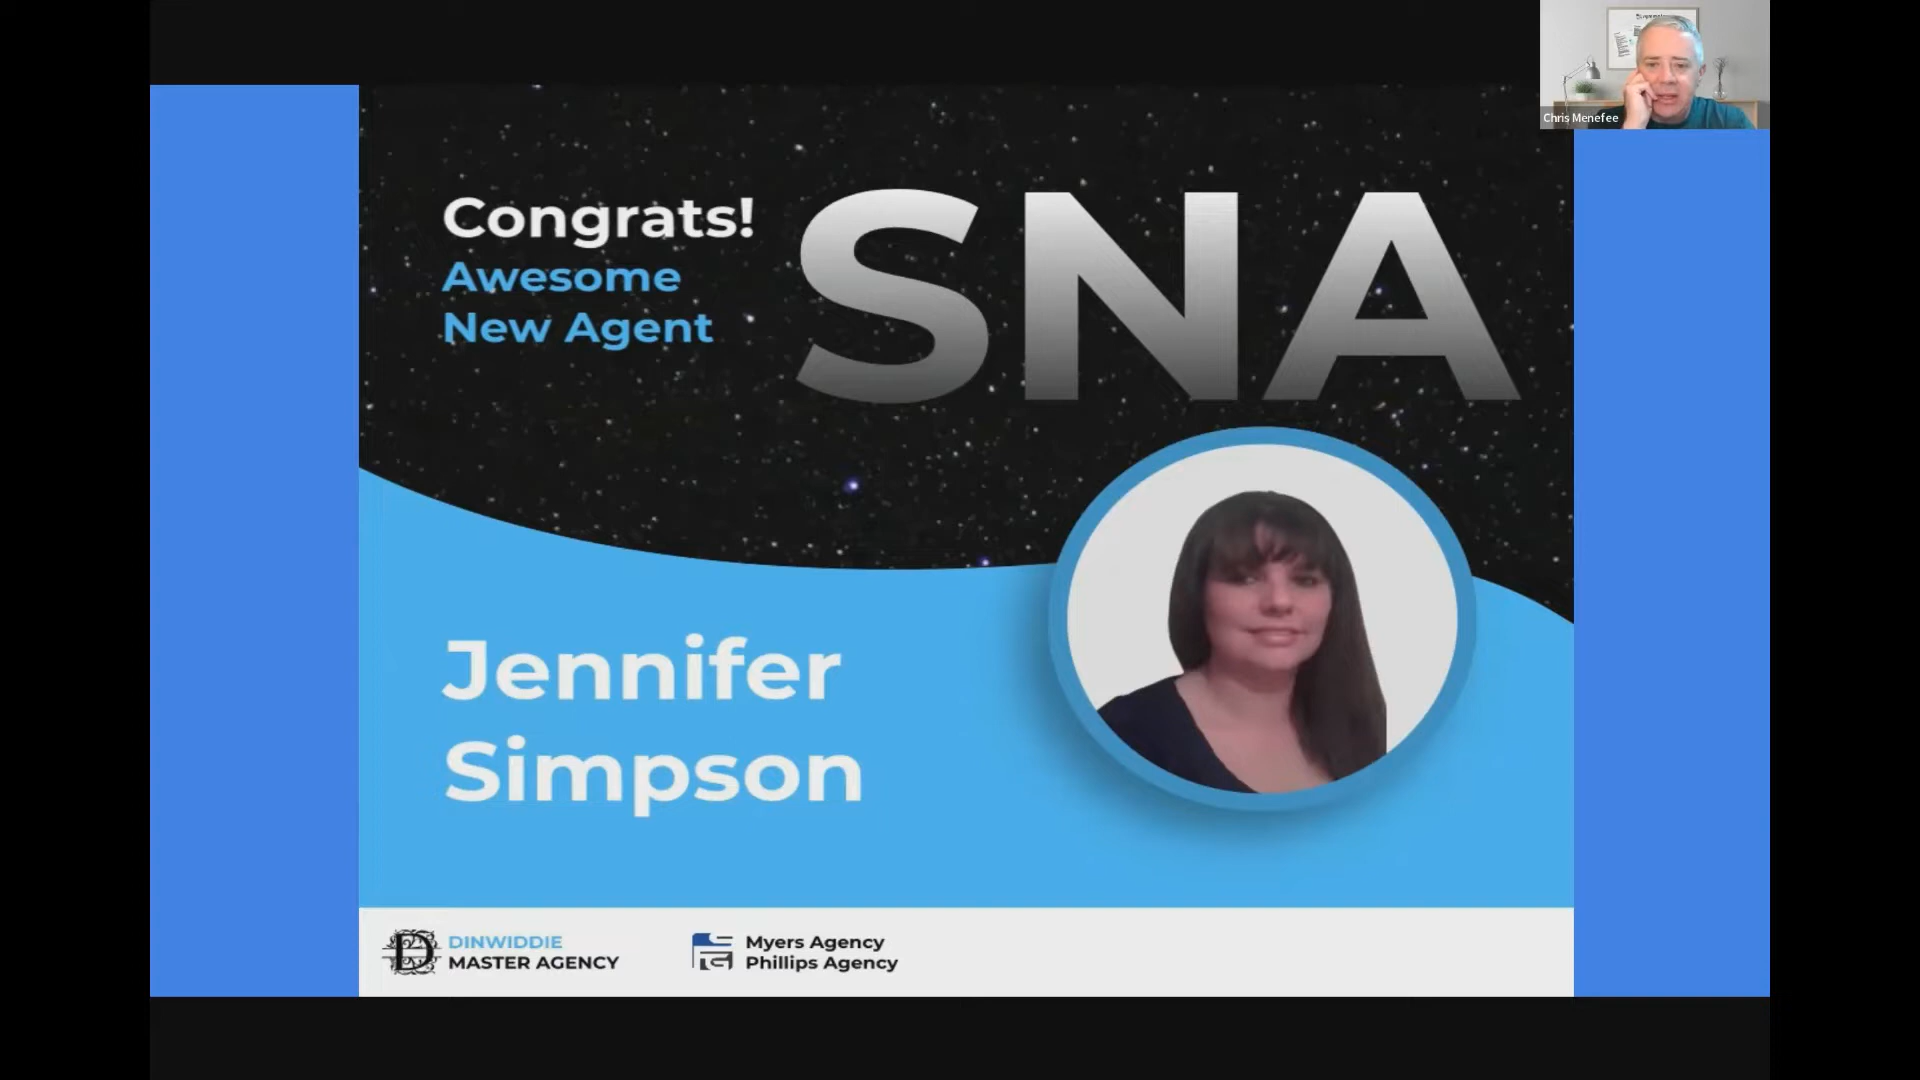 Chris Menefee
Congrats!
Awesome
New Agent
SNA
Jennifer
Simpson
DINWIDDIE
MASTER AGENCY
Myers Agency
Phillips Agency